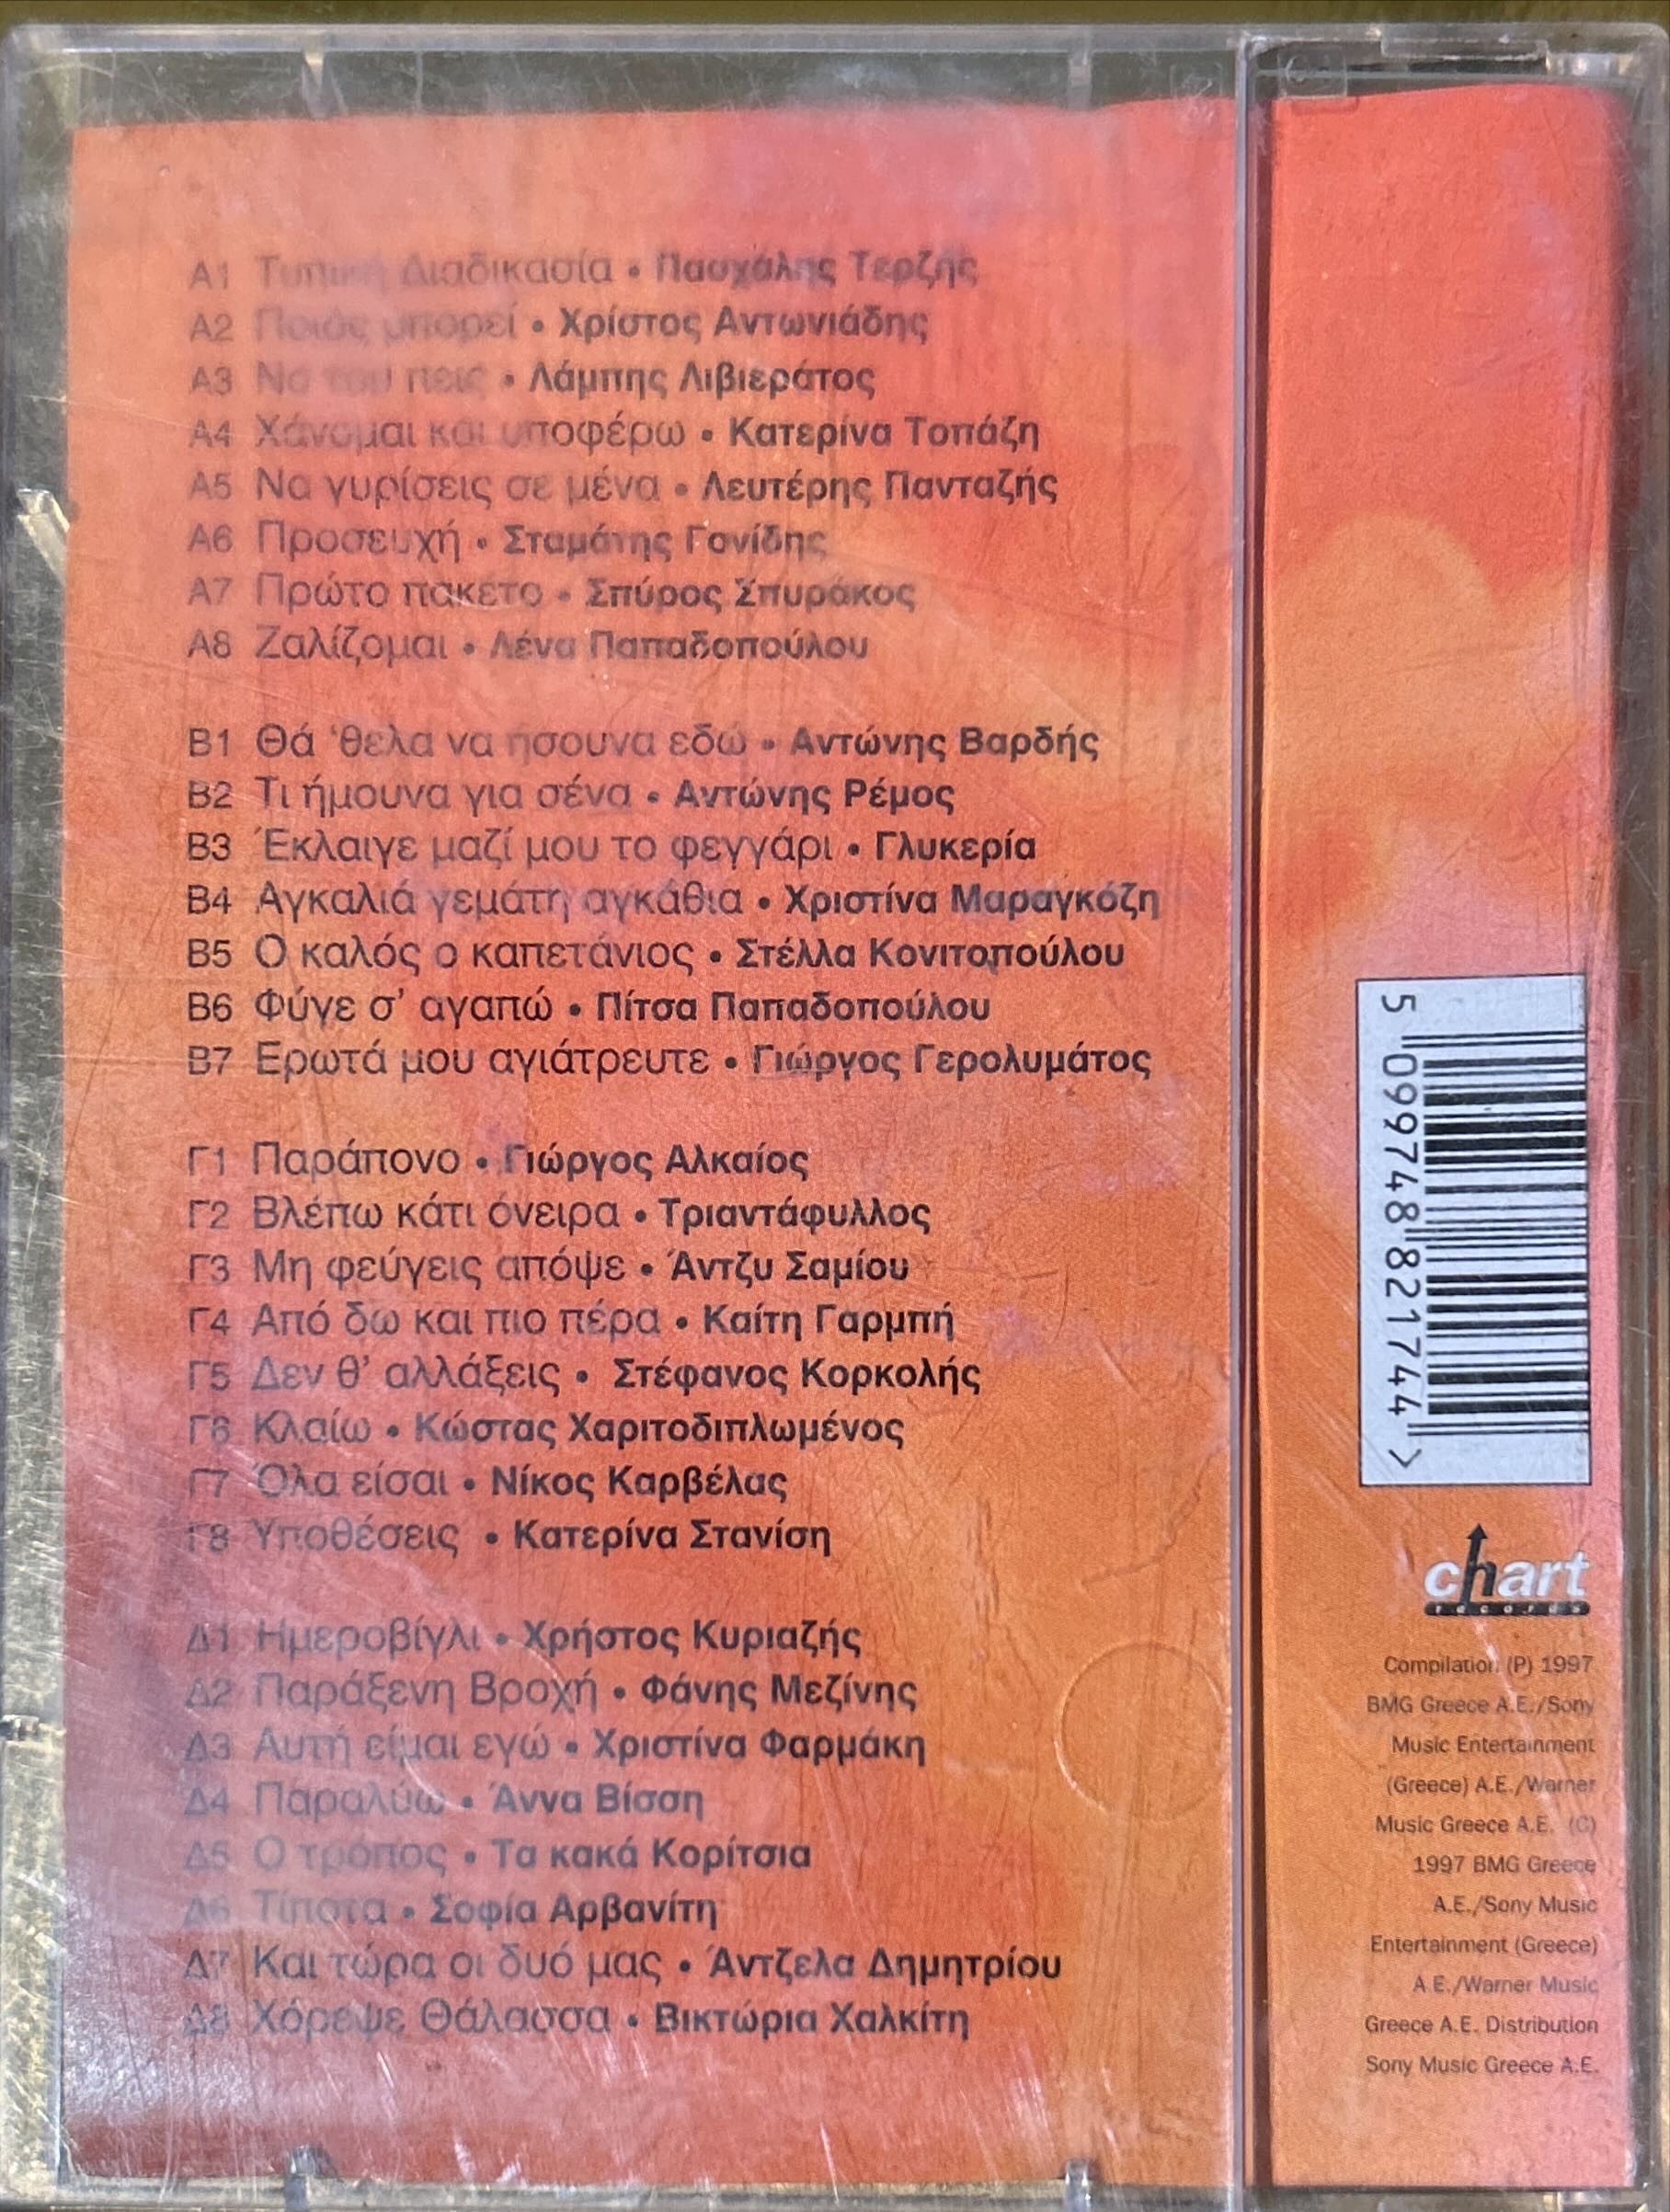 A1 Τυπική Διαδικασία • Πασχάλης Τερζής
A2 Ποιός μπορεί • Χρίστος Αντωνιάδης
A3 Να του πεις • Λάμπης Λιβιεράτος
A4 Χάνομαι και υποφέρω • Κατερίνα Τοπάζη
A5 Να γυρίσεις σε μένα • Λευτέρης Πανταζής
A6 Προσευχή • Σταμάτης Γονίδης
A7 Πρώτο πακέτο • Σπύρος Σπυράκος
A8 Ζαλίζομαι • Λένα Παπαδοπούλου
B1 Θά 'θελα να ήσουνα εδώ • Αντώνης Βαρδής
B2 Τι ήμουνα για σένα • Αντώνης Ρέμος
B3 Έκλαιγε μαζί μου το φεγγάρι • Γλυκερία
B4 Αγκαλιά γεμάτη αγκάθια • Χριστίνα Μαραγκόζη
B5 Ο καλός ο καπετάνιος • Στέλλα Κονιτοπούλου
B6 Φύγε σ' αγαπώ • Πίτσα Παπαδοπούλου
B7 Ερωτά μου αγιάτρευτε • Γιώργος Γερολυμάτος
Γ1 Παράπονο • Γιώργος Αλκαίος
Γ2 Βλέπω κάτι όνειρα • Τριαντάφυλλος
Γ3 Μη φεύγεις απόψε • Άντζυ Σαμίου
Γ4 Από δω και πιο πέρα • Καίτη Γαρμπή
Γ5 Δεν θ' αλλάξεις • Στέφανος Κορκολής
Γ6 Κλαίω • Κώστας Χαριτοδιπλωμένος
Γ7 Όλα είσαι • Νίκος Καρβέλας
Γ8 Υποθέσεις • Κατερίνα Στανίση
Δ1 Ημεροβίγλι • Χρήστος Κυριαζής
Δ2 Παράξενη Βροχή • Φάνης Μεζίνης
Δ3 Αυτή είμαι εγώ • Χριστίνα Φαρμάκη
Δ4 Παραλύω • Άννα Βίσση
Δ5 Ο τρόπος • Τα κακά Κορίτσια
Δ6 Τίποτα • Σοφία Αρβανίτη
Δ7 Και τώρα οι δυό μας • Άντζελα Δημητρίου
Δ8 Χόρεψε Θάλασσα • Βικτώρια Χαλκίτη
5 099748 821744 >
chart
records
Compilation (P) 1997
BMG Greece A.E./Sony
Music Entertainment
(Greece) A.E./Warner
Music Greece A.E. (C)
1997 BMG Greece
A.E./Sony Music
Entertainment (Greece)
A.E./Warner Music
Greece A.E. Distribution
Sony Music Greece A.E.